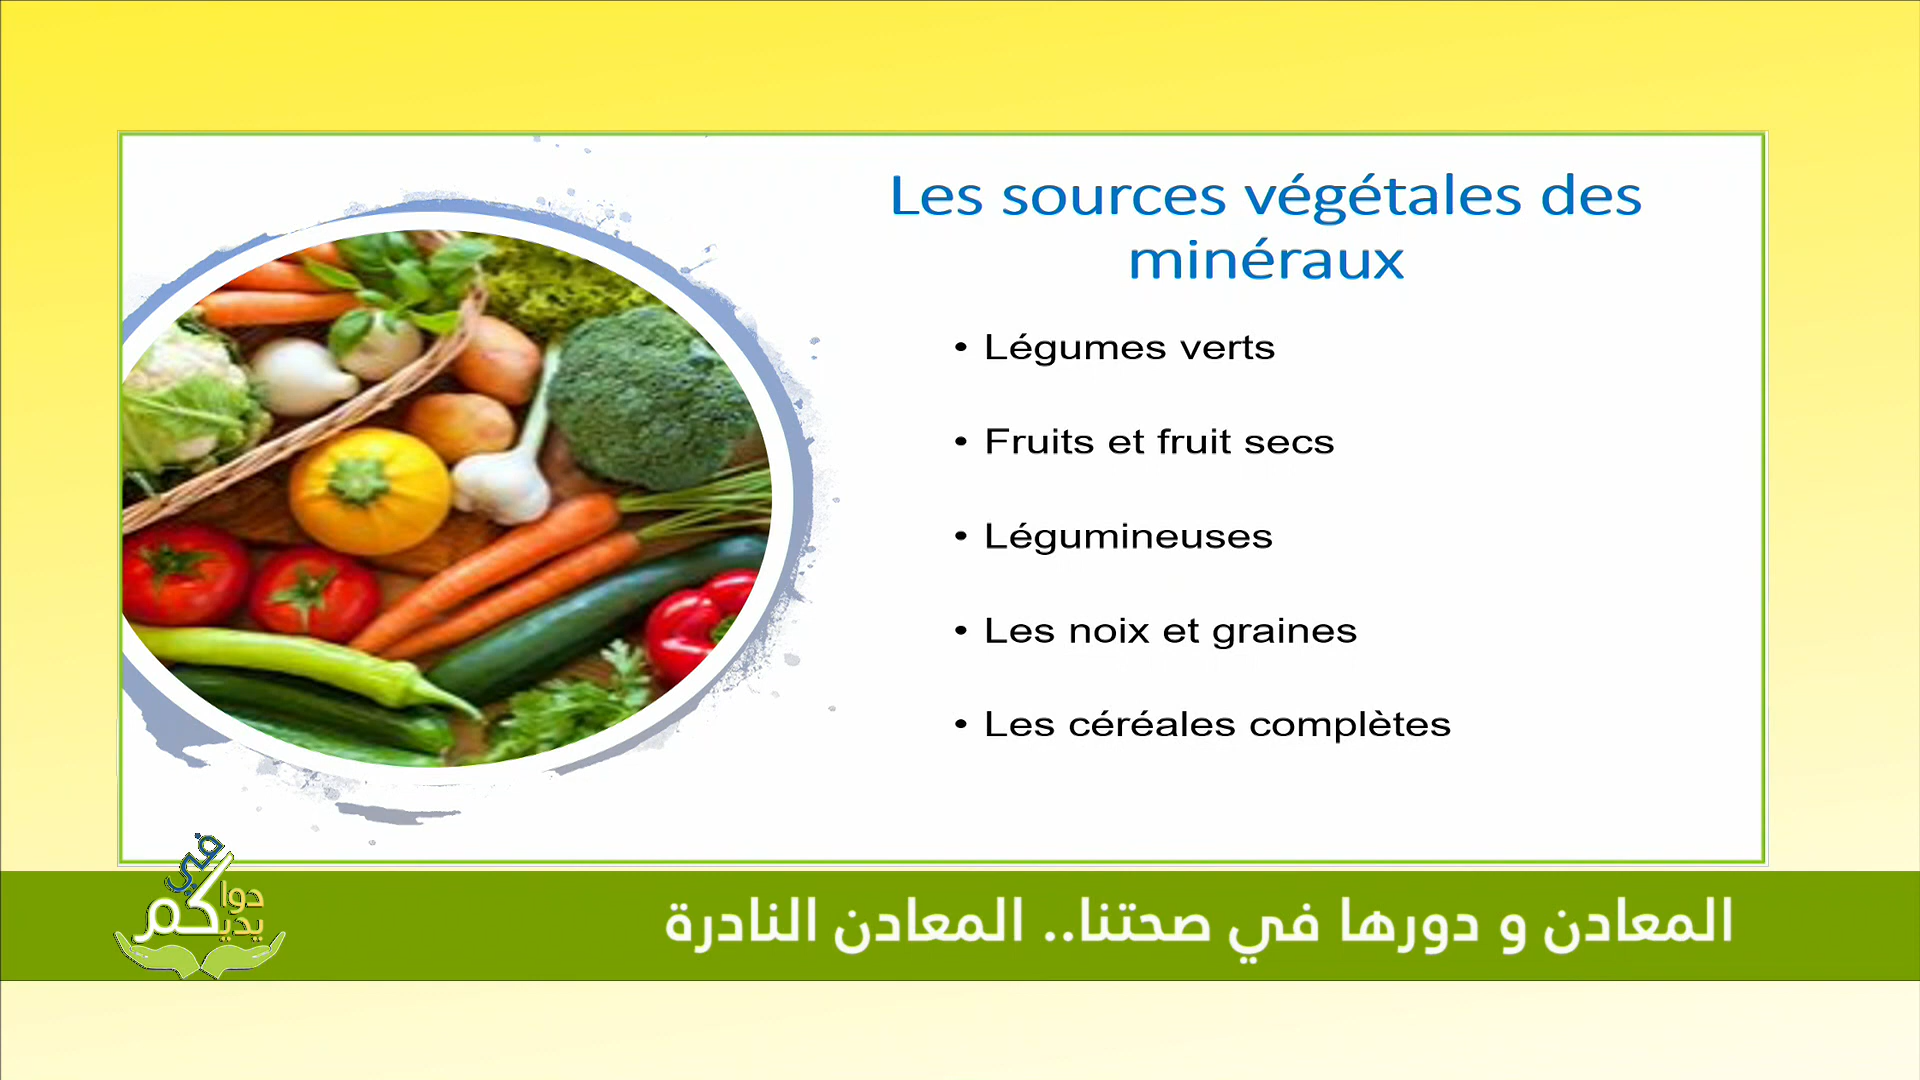 Les sources végétales des
minéraux
• Légumes verts
• Fruits et fruit secs
• Légumineuses
• Les noix et graines
• Les céréales complètes
المعادن و دورها في صحتنا.. المعادن النادرة
في
دوا
يديكم